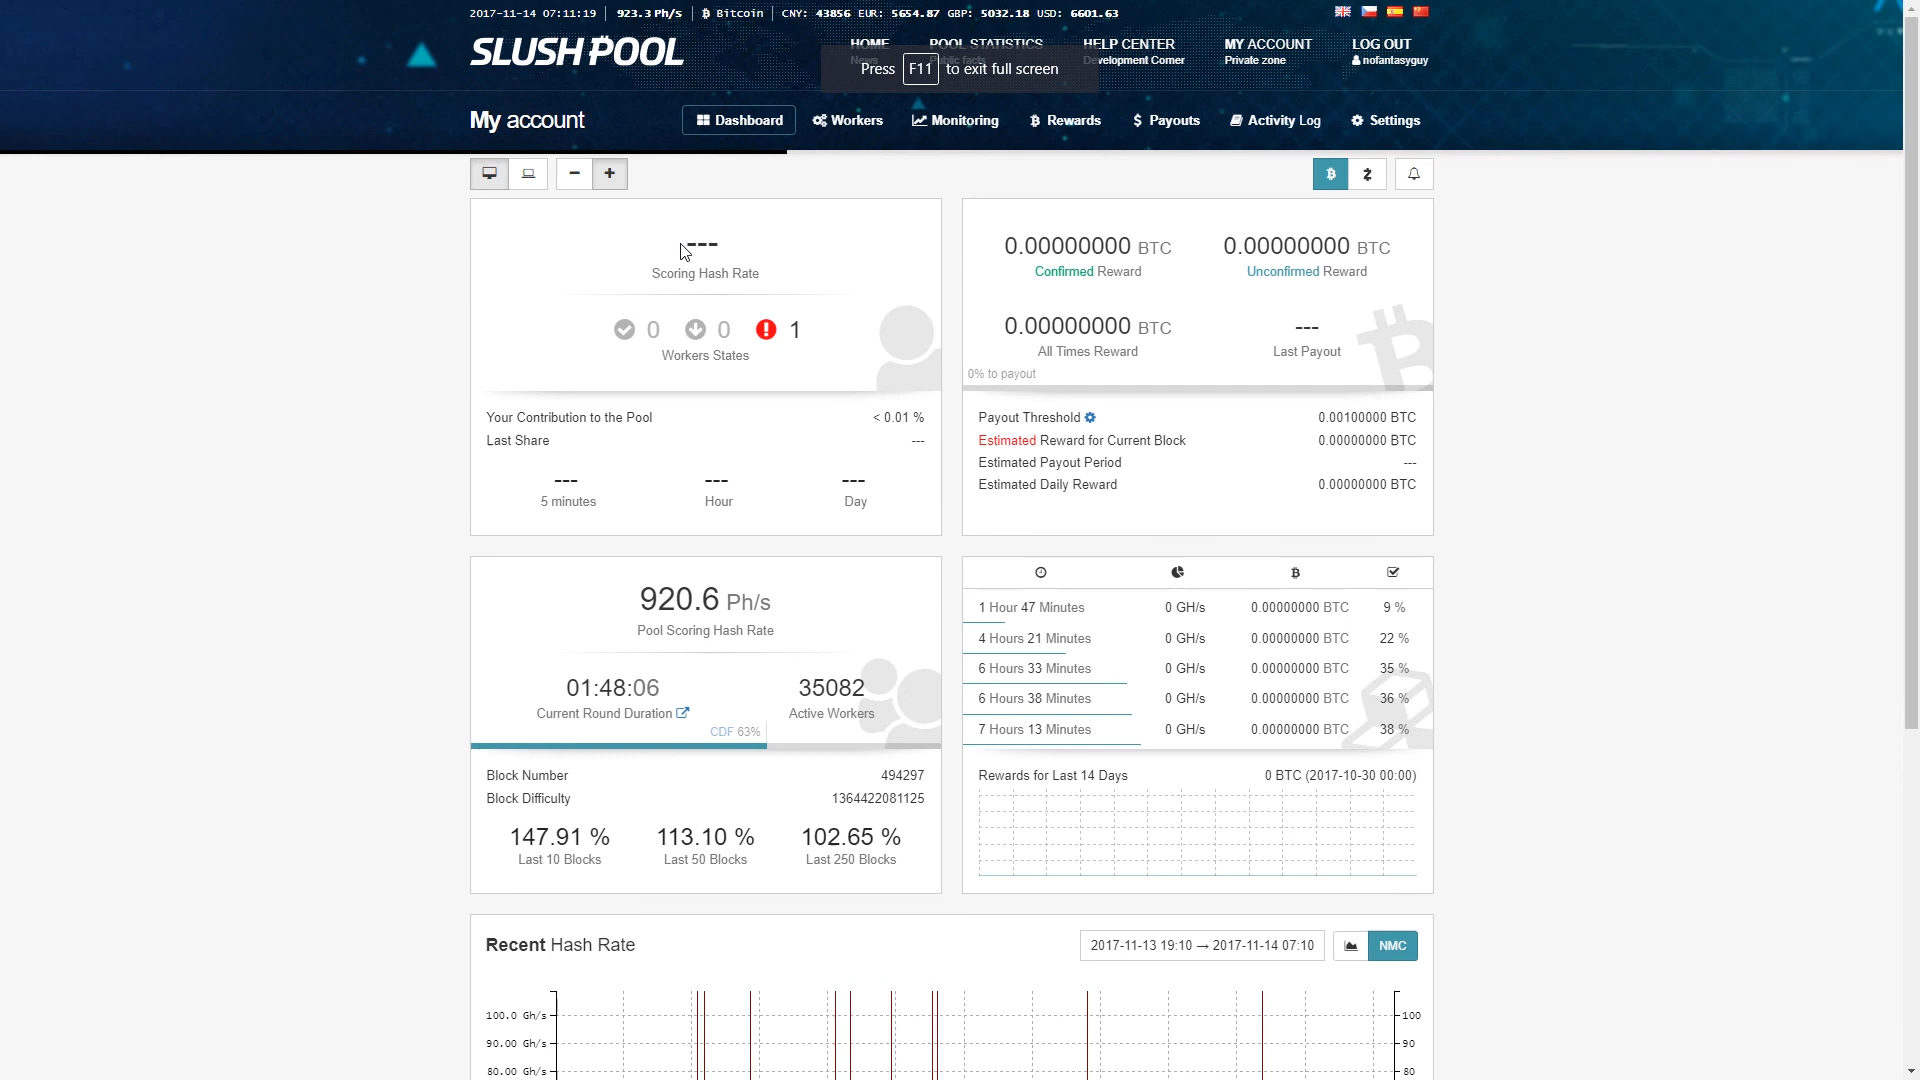 2017-11-14 07:11:19 923.3 Ph/s Bitcoin CNY: 43856 EUR: 5654.87 GBP: 5032.18 USD: 6601.63
SLUSH POOL
HOME POOL STATISTICS HELP CENTER MY ACCOUNT LOG OUT
News Public facts Development Corner Private zone nofantasyguy
Press F11 to exit full screen
My account
Dashboard Workers Monitoring Rewards $ Payouts Activity Log Settings
---
Scoring Hash Rate
0 0 1
Workers States
Your Contribution to the Pool < 0.01 %
Last Share ---
--- --- ---
5 minutes Hour Day
0.00000000 BTC 0.00000000 BTC
Confirmed Reward Unconfirmed Reward
0.00000000 BTC ---
All Times Reward Last Payout
0% to payout
Payout Threshold 0.00100000 BTC
Estimated Reward for Current Block 0.00000000 BTC
Estimated Payout Period ---
Estimated Daily Reward 0.00000000 BTC
920.6 Ph/s
Pool Scoring Hash Rate
01:48:06 35082
Current Round Duration Active Workers
CDF 63%
Block Number 494297
Block Difficulty 1364422081125
147.91 % 113.10 % 102.65 %
Last 10 Blocks Last 50 Blocks Last 250 Blocks
1 Hour 47 Minutes 0 GH/s 0.00000000 BTC 9 %
4 Hours 21 Minutes 0 GH/s 0.00000000 BTC 22 %
6 Hours 33 Minutes 0 GH/s 0.00000000 BTC 35 %
6 Hours 38 Minutes 0 GH/s 0.00000000 BTC 36 %
7 Hours 13 Minutes 0 GH/s 0.00000000 BTC 38 %
Rewards for Last 14 Days 0 BTC (2017-10-30 00:00)
Recent Hash Rate 2017-11-13 19:10 → 2017-11-14 07:10 NMC
100.0 Gh/s 100
90.00 Gh/s 90
80.00 Gh/s 80